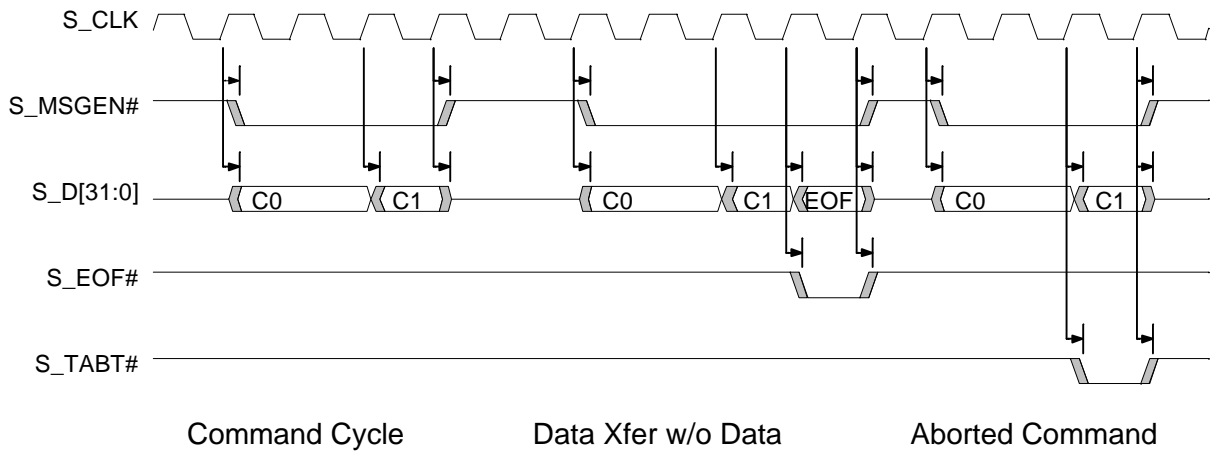 S_CLK
S_MSGEN#
S_D[31:0] C0 C1 C0 C1 EOF C0 C1
S_EOF#
S_TABT#
Command Cycle Data Xfer w/o Data Aborted Command